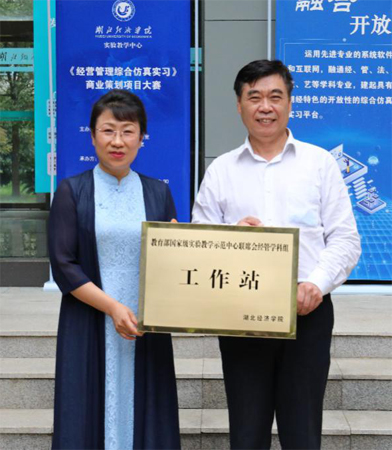 湖北经济学院
实验教学中心
《经营管理综合仿真实习》
商业策划项目大赛
融
开放
运用先进专业的系统软件
和互联网，融通经、管、法、
、艺等学科专业，建起具有
经特色的开放性的综合仿真
实习平台。
教育部国家级实验教学示范中心联席会经管学科组
工作站
湖北经济学院